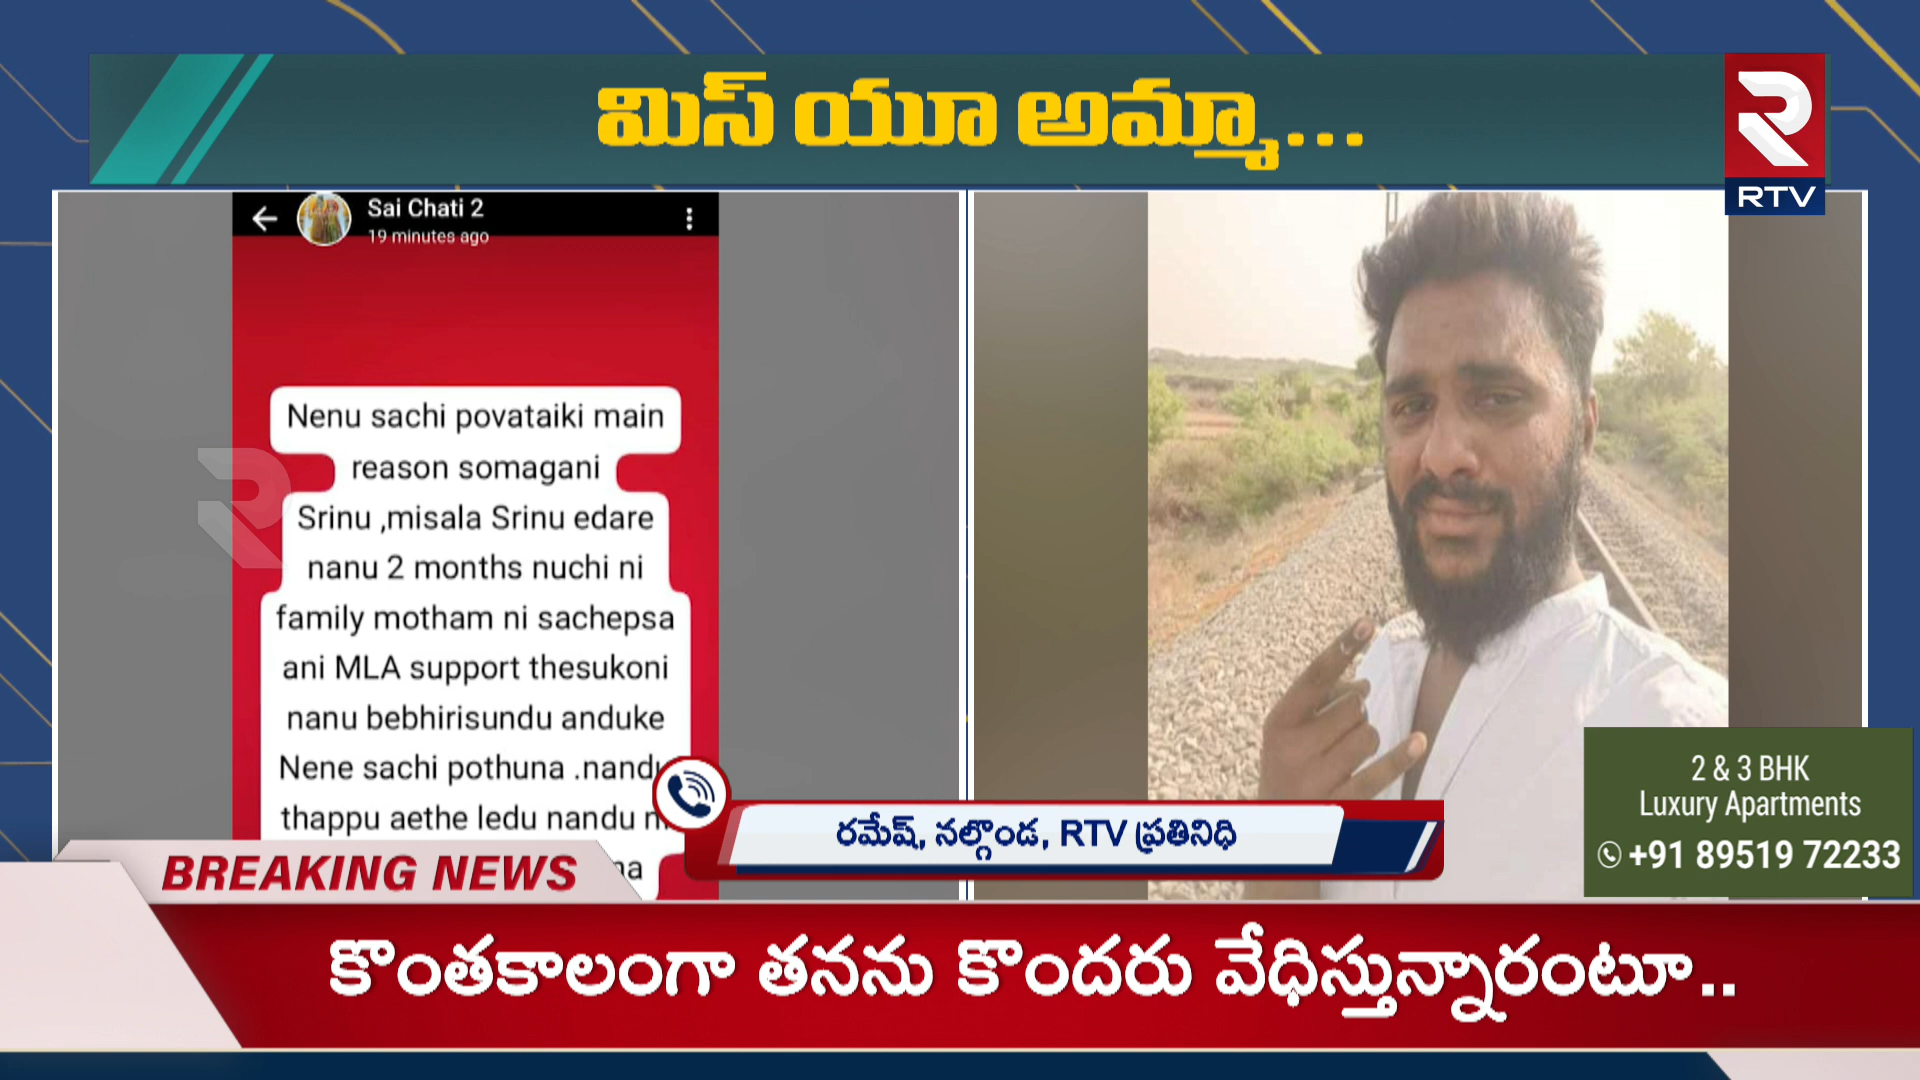 మిస్ యూ అమ్మా...
RTV
Sai Chati 2
19 minutes ago
Nenu sachi povataiki main
reason somagani
Srinu ,misala Srinu edare
nanu 2 months nuchi ni
family motham ni sachepsa
ani MLA support thesukoni
nanu bebhirisundu anduke
Nene sachi pothuna .nandu
thappu aethe ledu nandu
రమేష్, నల్గొండ, RTV ప్రతినిధి
2 & 3 BHK
Luxury Apartments
+91 89519 72233
BREAKING NEWS
కొంతకాలంగా తనను కొందరు వేధిస్తున్నారంటూ..